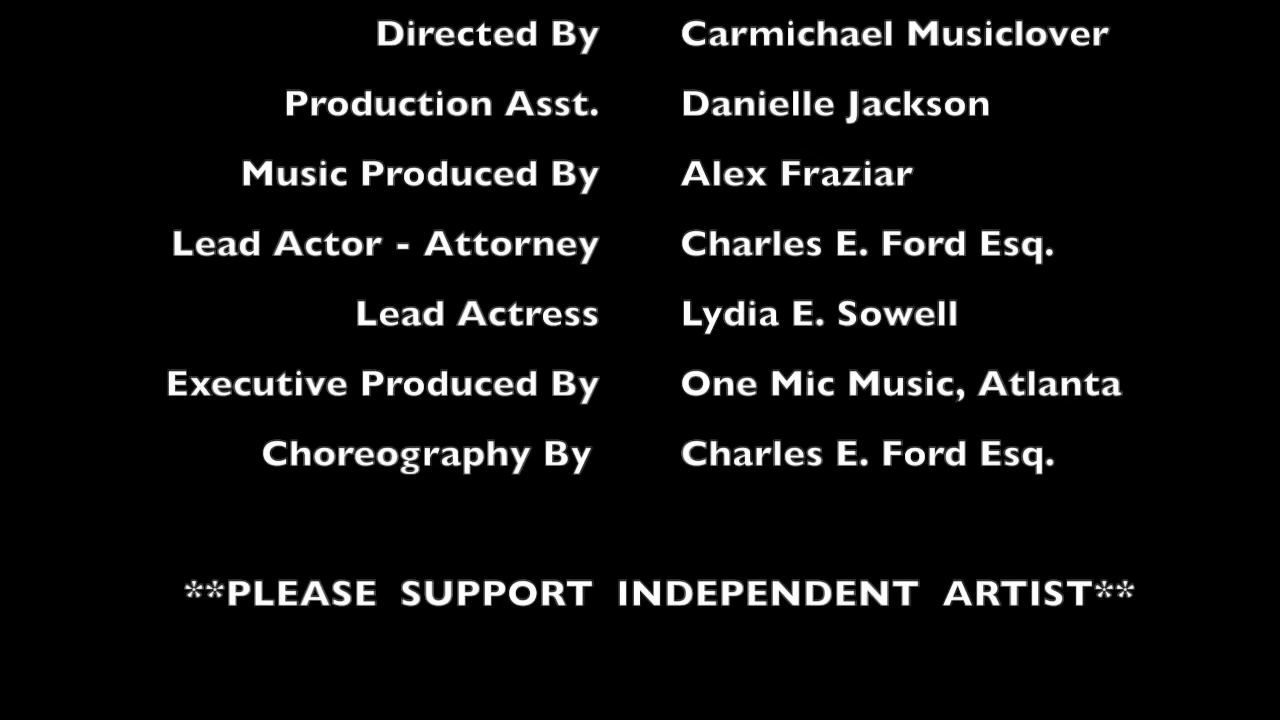 Directed By Carmichael Musiclover
Production Asst. Danielle Jackson
Music Produced By Alex Fraziar
Lead Actor - Attorney Charles E. Ford Esq.
Lead Actress Lydia E. Sowell
Executive Produced By One Mic Music, Atlanta
Choreography By Charles E. Ford Esq.
**PLEASE SUPPORT INDEPENDENT ARTIST**